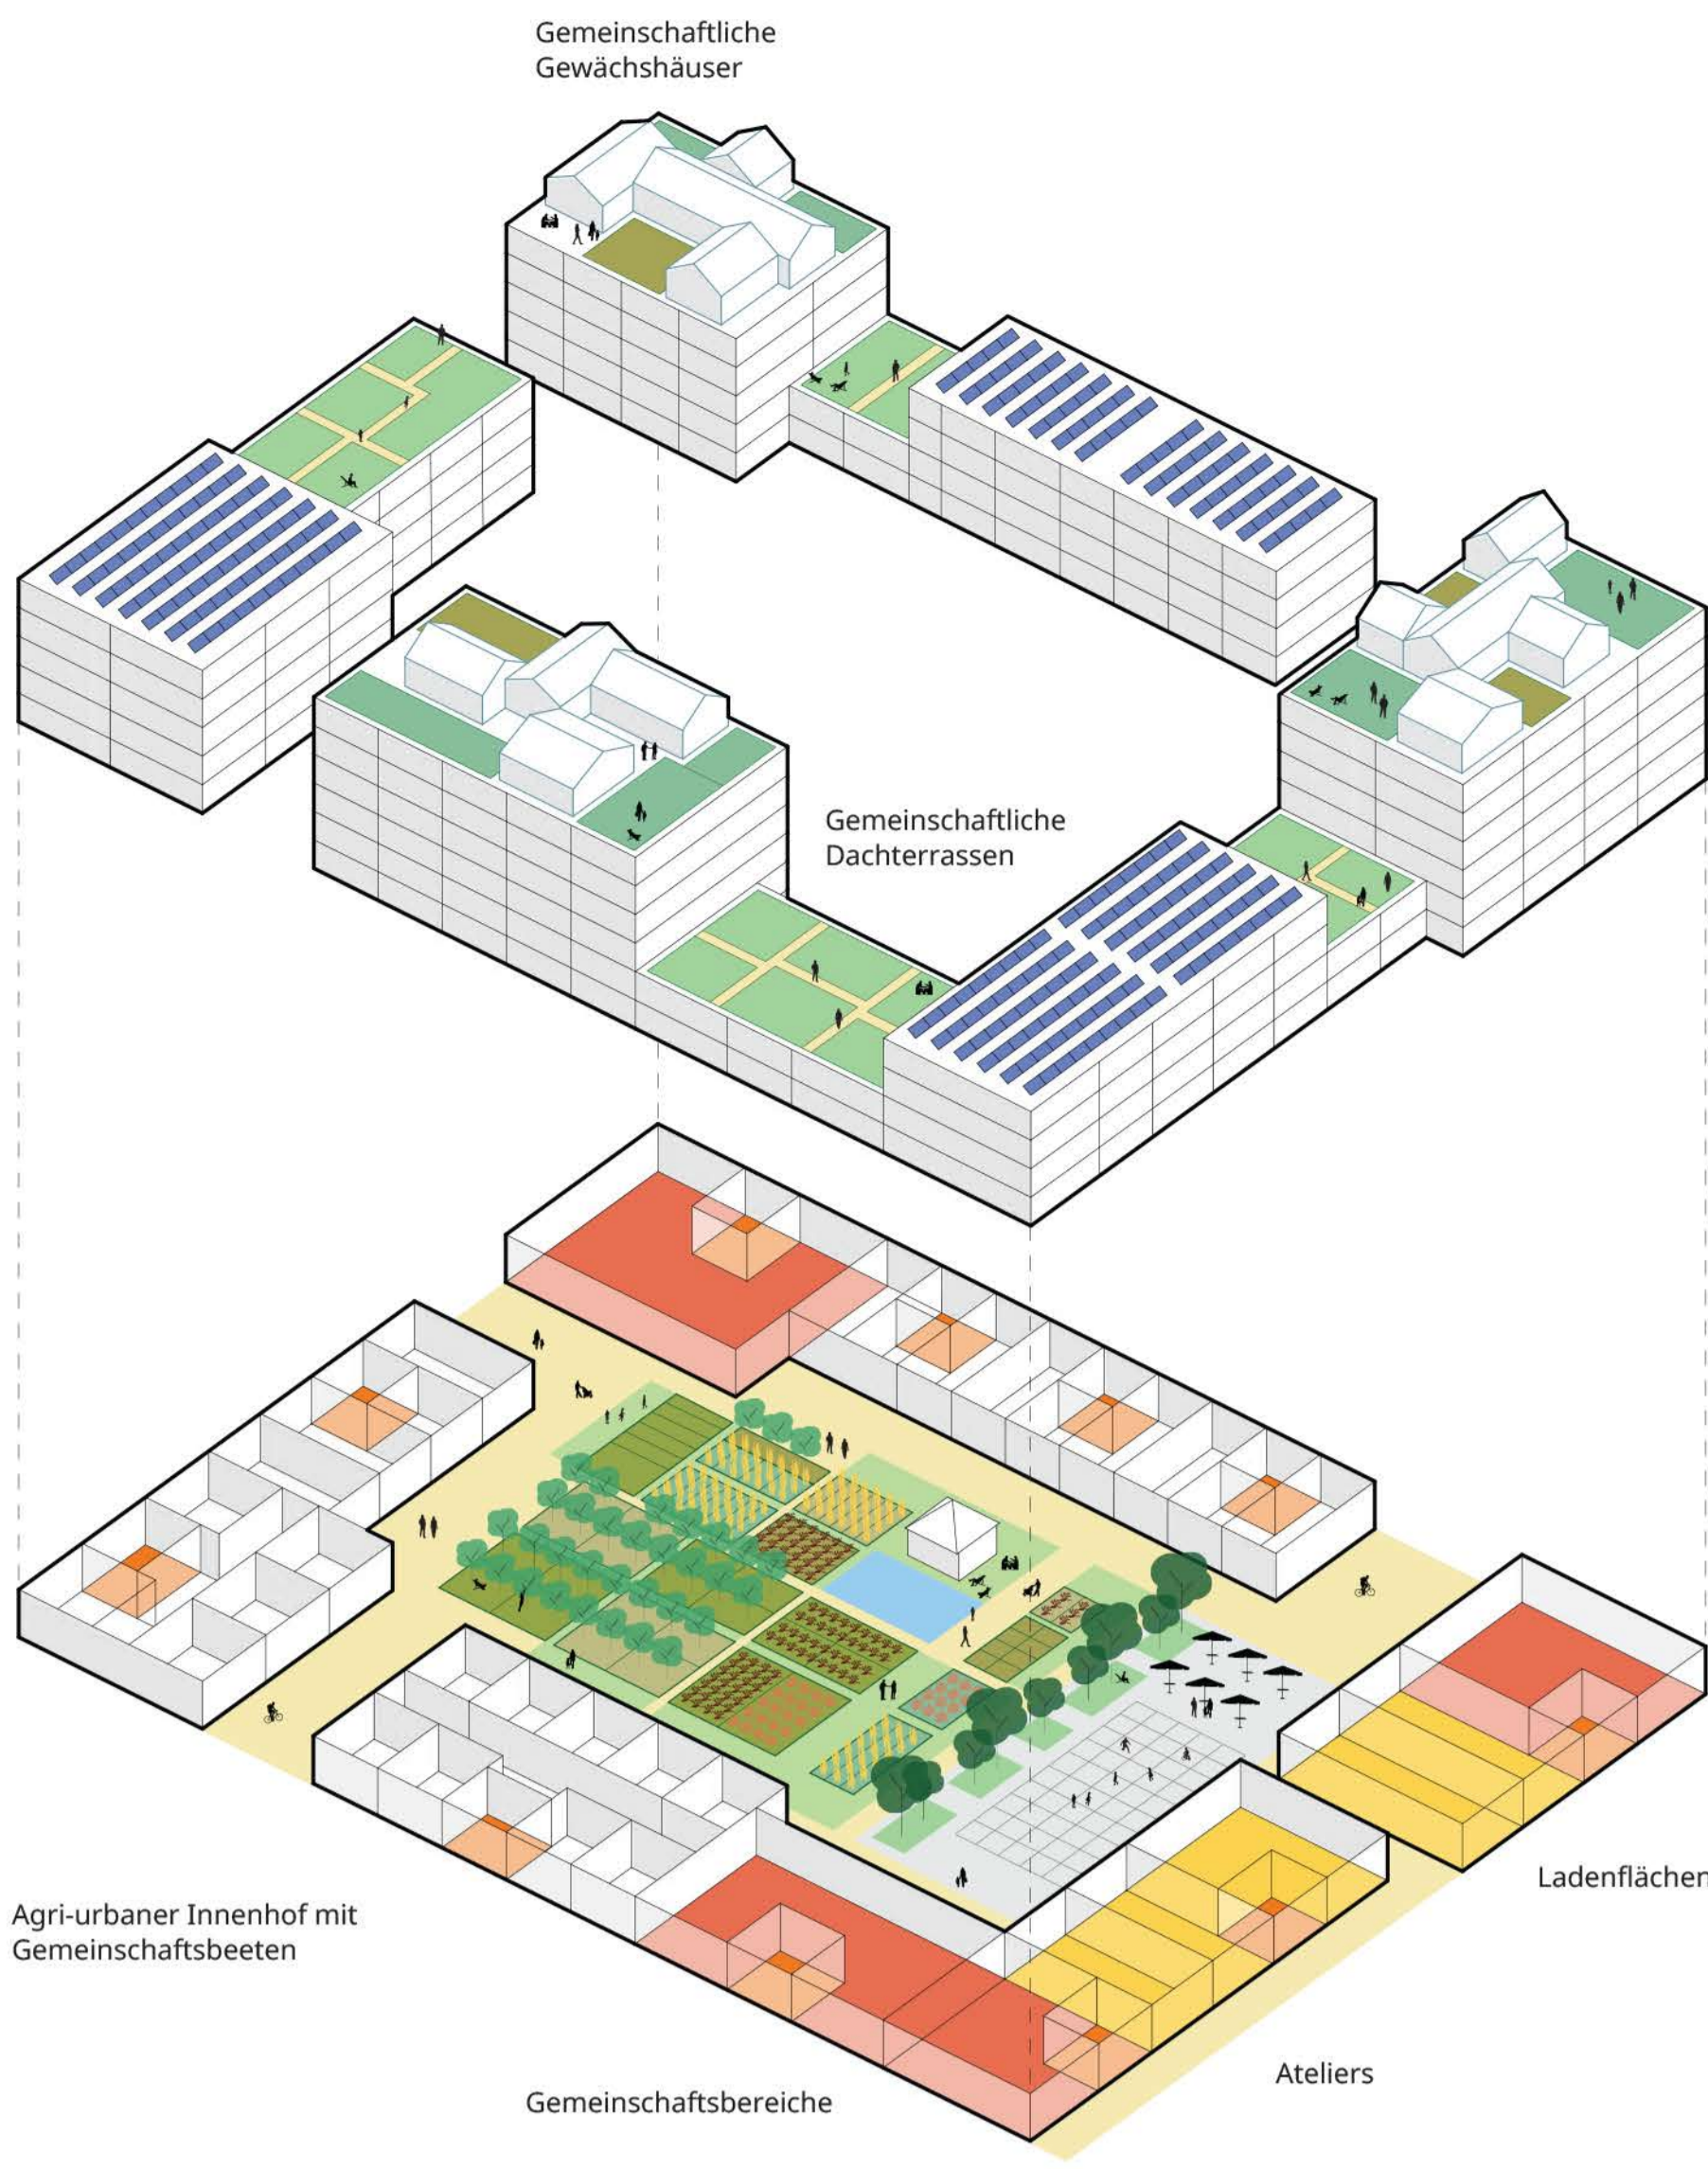 Gemeinschaftliche
Gewächshäuser
Gemeinschaftliche
Dachterrassen
Ladenflächen
Agri-urbaner Innenhof mit
Gemeinschaftsbeeten
Ateliers
Gemeinschaftsbereiche